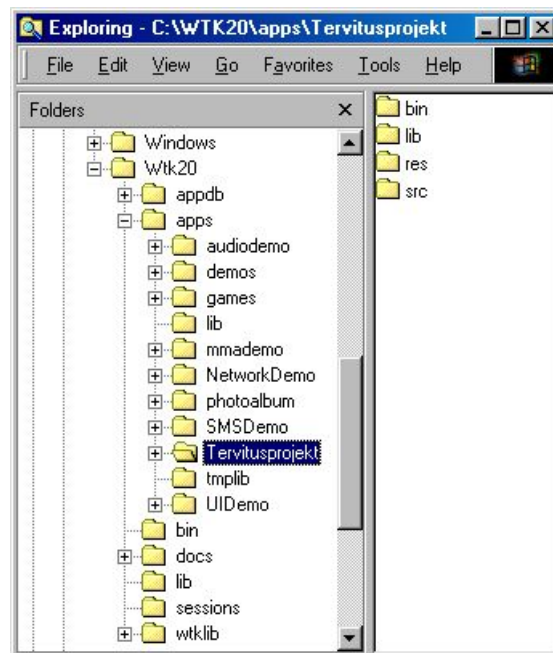 Exploring - C:\WTK20\apps\Tervitusprojekt
File Edit View Go Favorites Tools Help
Folders
Windows
Wtk20
appdb
apps
audiodemo
demos
games
lib
mmademo
NetworkDemo
photoalbum
SMSDemo
Tervitusprojekt
tmplib
UIDemo
bin
docs
lib
sessions
wtklib
bin
lib
res
src